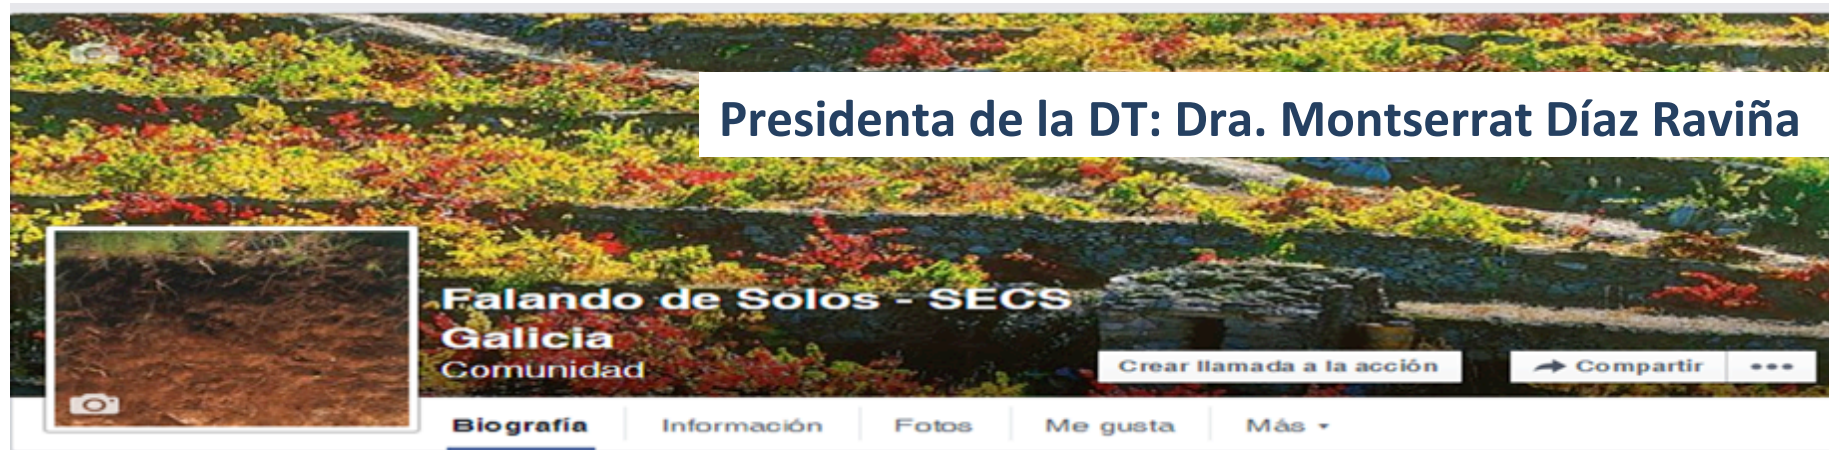 Presidenta de la DT: Dra. Montserrat Díaz Raviña
Falando de Solos - SECS
Galicia
Comunidad
Crear llamada a la acción
Compartir
Biografía
Información
Fotos
Me gusta
Más